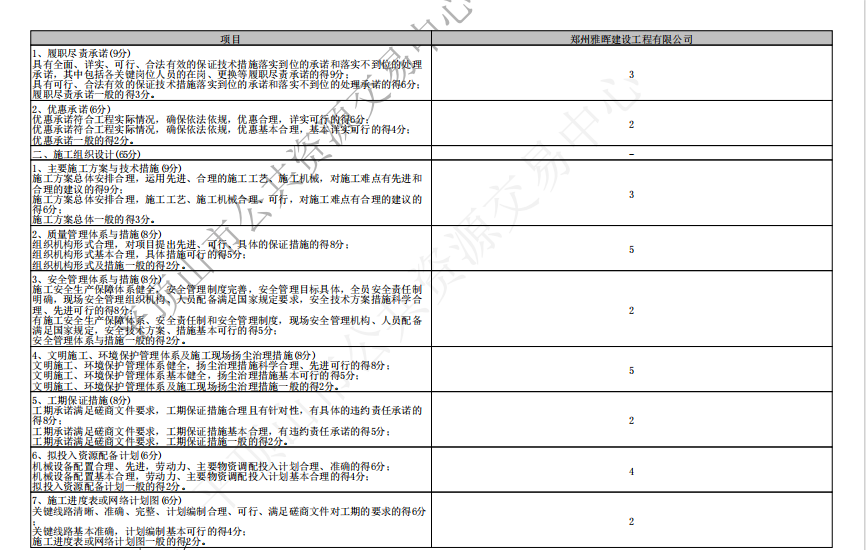 项目 郑州雅晖建设工程有限公司
1、履职尽责承诺(9分)
具有全面、详实、可行、合法有效的保证技术措施落实到位的承诺和落实不到位的处理
承诺，其中包括各关键岗位人员的在岗、更换等履职尽责承诺的得9分；
具有可行、合法有效的保证技术措施落实到位的承诺和落实不到位的处理承诺的得6分；
履职尽责承诺一般的得3分。
3
2、优惠承诺(6分)
优惠承诺符合工程实际情况，确保依法依规，优惠合理，详实可行的得6分；
优惠承诺符合工程实际情况，确保依法依规，优惠基本合理，基本详实可行的得4分；
优惠承诺一般的得2分。
2
二、施工组织设计(65分) -
1、主要施工方案与技术措施(9分)
施工方案总体安排合理，运用先进、合理的施工工艺、施工机械，对施工难点有先进和
合理的建议的得9分；
施工方案总体安排合理，施工工艺、施工机械合理、可行，对施工难点有合理的建议的
得6分；
施工方案总体一般的得3分。
3
2、质量管理体系与措施(8分)
组织机构形式合理，对项目提出先进、可行、具体的保证措施的得8分；
组织机构形式基本合理，具体措施可行的得5分；
组织机构形式及措施一般的得2分。
5
3、安全管理体系与措施(8分)
施工安全生产保障体系健全，安全管理制度完善，安全管理目标具体，全员安全责任制
明确，现场安全管理组织机构、人员配备满足国家规定要求，安全技术方案措施科学合
理、先进可行的得8分；
有施工安全生产保障体系、安全责任制和安全管理制度，现场安全管理机构、人员配备
满足国家规定，安全技术方案、措施基本可行的得5分；
安全管理体系与措施一般的得2分。
2
4、文明施工、环境保护管理体系及施工现场扬尘治理措施(8分)
文明施工、环境保护管理体系健全，扬尘治理措施科学合理、先进可行的得8分；
文明施工、环境保护管理体系基本健全，扬尘治理措施基本可行的得5分；
文明施工、环境保护管理体系及施工现场扬尘治理措施一般的得2分。
5
5、工期保证措施(8分)
工期承诺满足磋商文件要求，工期保证措施合理且有针对性，有具体的违约责任承诺的
得8分；
工期承诺满足磋商文件要求，工期保证措施基本合理，有违约责任承诺的得5分；
工期承诺满足磋商文件要求，工期保证措施一般的得2分。
2
6、拟投入资源配备计划(6分)
机械设备配置合理、先进，劳动力、主要物资调配投入计划合理、准确的得6分；
机械设备配置基本合理，劳动力、主要物资调配投入计划基本合理的得4分；
拟投入资源配备计划一般的得2分。
4
7、施工进度表或网络计划图(6分)
关键线路清晰、准确、完整、计划编制合理、可行、满足磋商文件对工期的要求的得6分
；
关键线路基本准确，计划编制基本可行的得4分；
施工进度表或网络计划图一般的得2分。
2
平顶山市公共资源交易中心
平顶山市公共资源交易中心